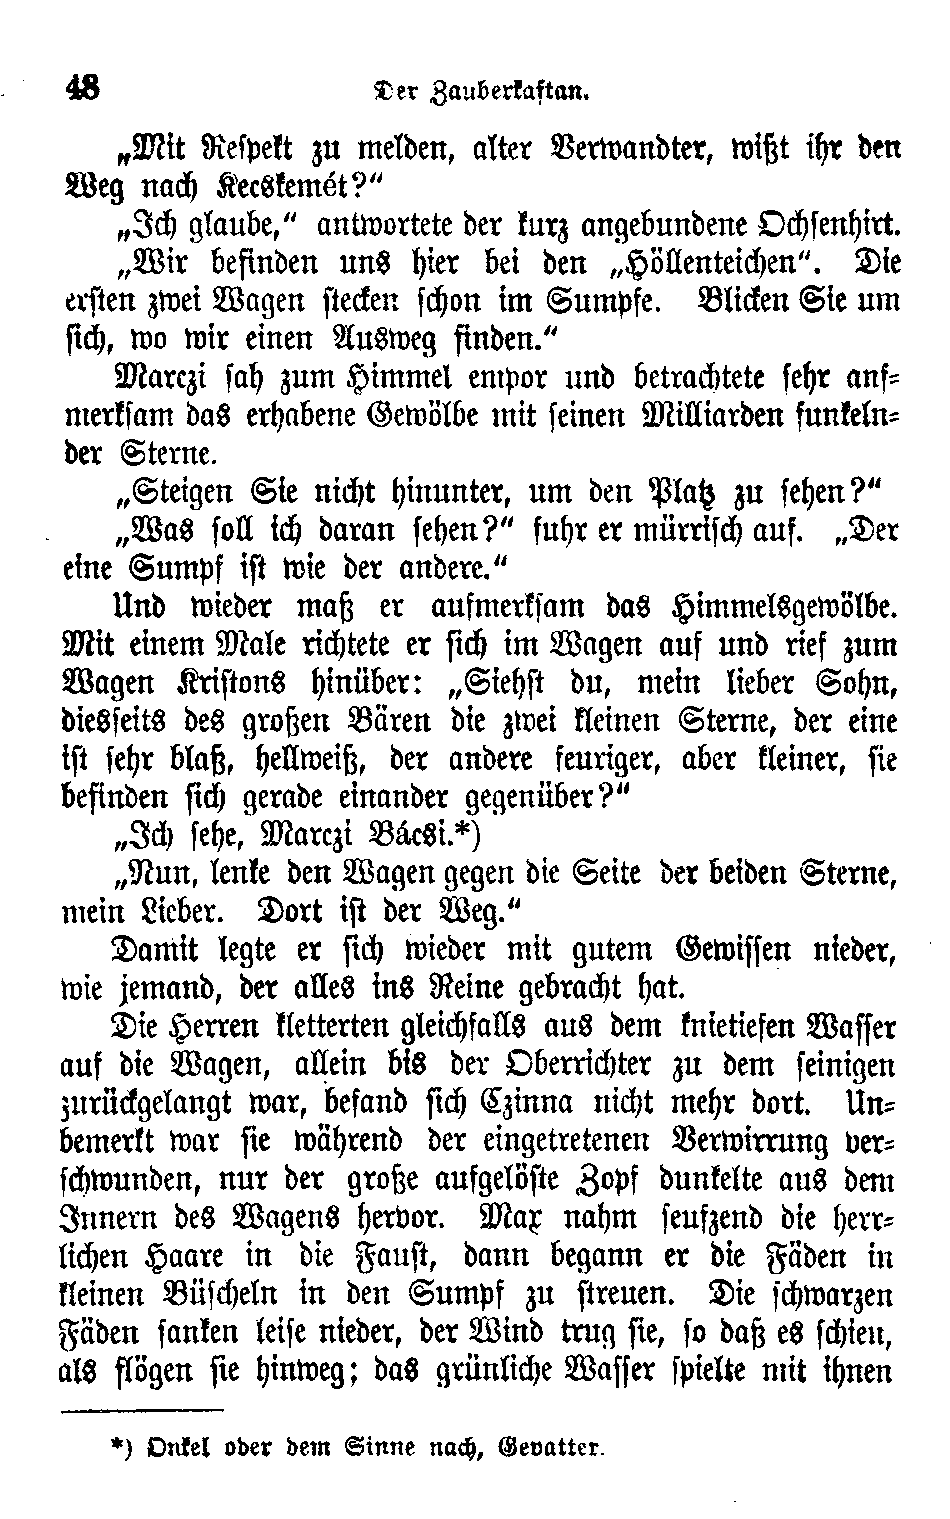 48 Der Zauberkaftan.
„Mit Respekt zu melden, alter Verwandter, wißt ihr den
Weg nach Kecskemét?“
„Ich glaube,“ antwortete der kurz angebundene Ochsenhirt.
„Wir befinden uns hier bei den „Höllenteichen“. Die
ersten zwei Wagen stecken schon im Sumpfe. Blicken Sie um
sich, wo wir einen Ausweg finden.“
Marczi sah zum Himmel empor und betrachtete sehr auf-
merksam das erhabene Gewölbe mit seinen Milliarden funkeln-
der Sterne.
„Steigen Sie nicht hinunter, um den Platz zu sehen?“
„Was soll ich daran sehen?“ fuhr er mürrisch auf. „Der
eine Sumpf ist wie der andere.“
Und wieder maß er aufmerksam das Himmelsgewölbe.
Mit einem Male richtete er sich im Wagen auf und rief zum
Wagen Kristons hinüber: „Siehst du, mein lieber Sohn,
diesseits des großen Bären die zwei kleinen Sterne, der eine
ist sehr blaß, hellweiß, der andere feuriger, aber kleiner, sie
befinden sich gerade einander gegenüber?“
„Ich sehe, Marczi Bácsi.*)
„Nun, lenke den Wagen gegen die Seite der beiden Sterne,
mein Lieber. Dort ist der Weg.“
Damit legte er sich wieder mit gutem Gewissen nieder,
wie jemand, der alles ins Reine gebracht hat.
Die Herren kletterten gleichfalls aus dem knietiefen Wasser
auf die Wagen, allein bis der Oberrichter zu dem seinigen
zurückgelangt war, befand sich Czinna nicht mehr dort. Un-
bemerkt war sie während der eingetretenen Verwirrung ver-
schwunden, nur der große aufgelöste Zopf dunkelte aus dem
Innern des Wagens hervor. Max nahm seufzend die herr-
lichen Haare in die Faust, dann begann er die Fäden in
kleinen Büscheln in den Sumpf zu streuen. Die schwarzen
Fäden sanken leise nieder, der Wind trug sie, so daß es schien,
als flögen sie hinweg; das grünliche Wasser spielte mit ihnen
*) Onkel oder dem Sinne nach, Gevatter.